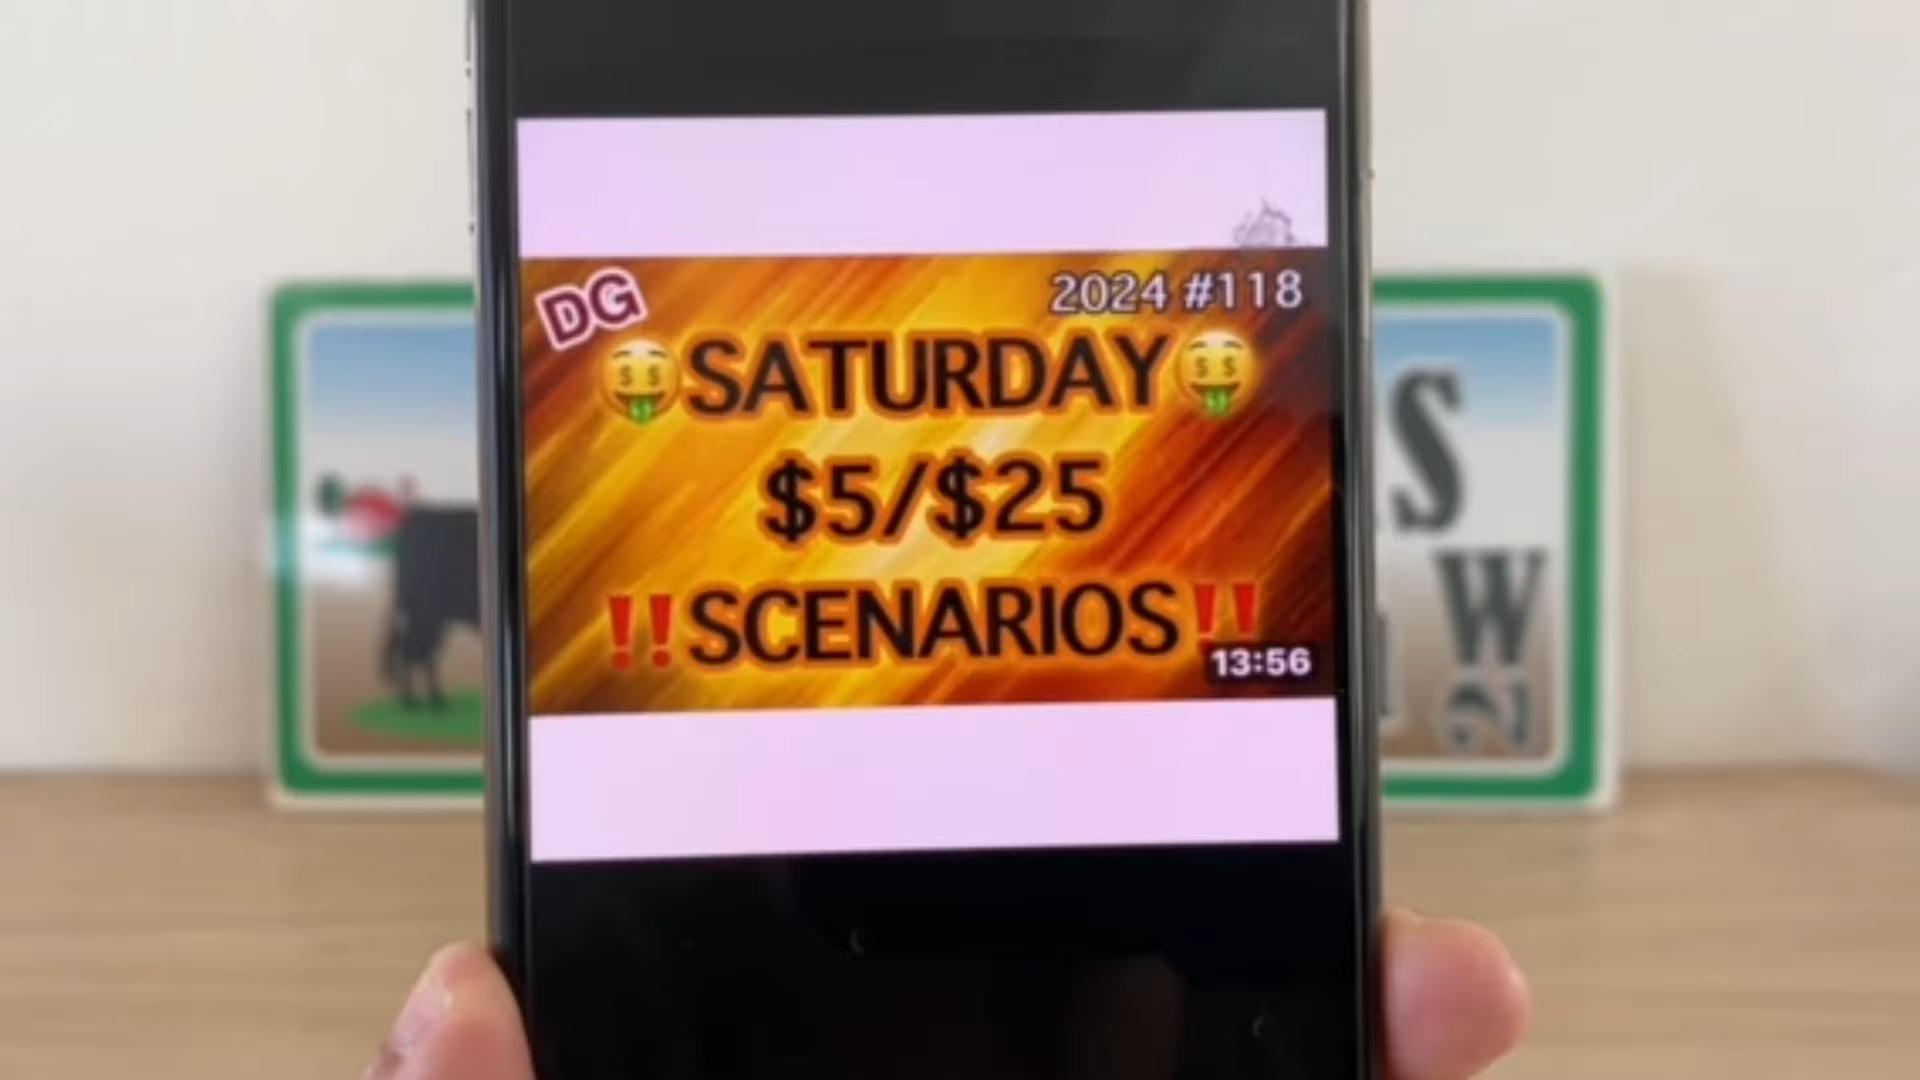 DG
2024 #118
🤑SATURDAY🤑
$5/$25
‼️SCENARIOS‼️
13:56
S
W